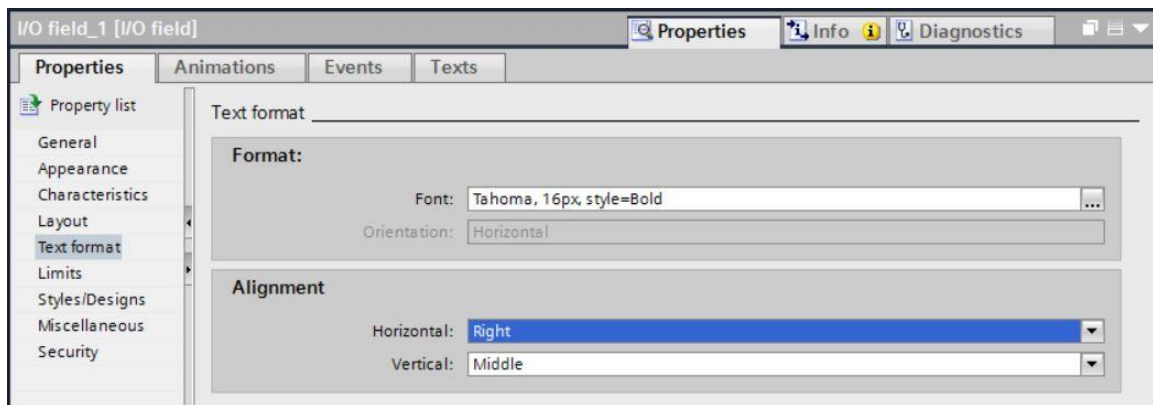 I/O field_1 [I/O field]
Properties Info Diagnostics
Properties Animations Events Texts
Property list
General
Appearance
Characteristics
Layout
Text format
Limits
Styles/Designs
Miscellaneous
Security
Text format
Format:
Font: Tahoma, 16px, style=Bold ...
Orientation: Horizontal
Alignment
Horizontal: Right
Vertical: Middle